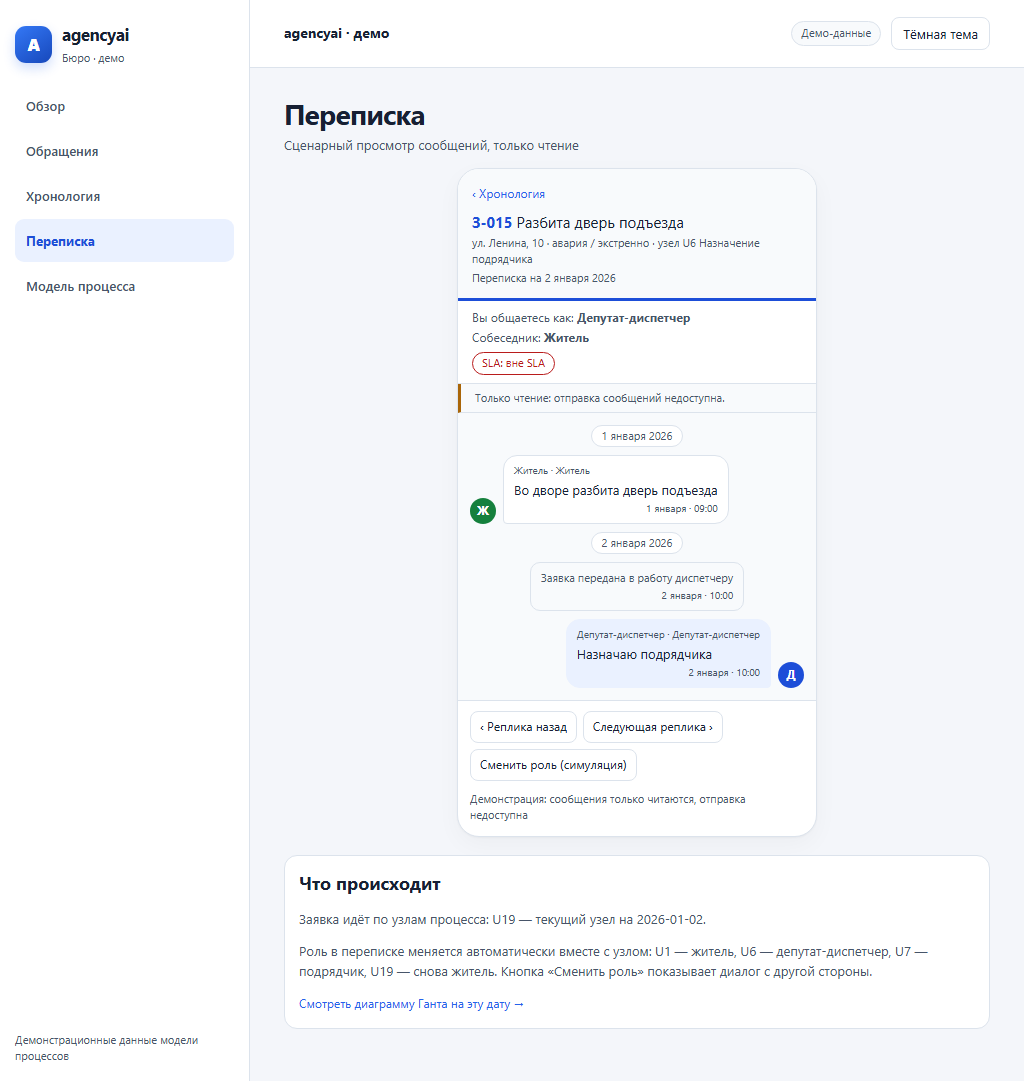 A
agencyai
Бюро · демо
Обзор
Обращения
Хронология
Переписка
Модель процесса
Демонстрационные данные модели
процессов
agencyai · демо
Демо-данные
Тёмная тема
Переписка
Сценарный просмотр сообщений, только чтение
‹ Хронология
З-015 Разбита дверь подъезда
ул. Ленина, 10 · авария / экстренно · узел U6 Назначение
подрядчика
Переписка на 2 января 2026
Вы общаетесь как: Депутат-диспетчер
Собеседник: Житель
SLA: вне SLA
Только чтение: отправка сообщений недоступна.
1 января 2026
Житель · Житель
Во дворе разбита дверь подъезда
1 января · 09:00
Ж
2 января 2026
Заявка передана в работу диспетчеру
2 января · 10:00
Депутат-диспетчер · Депутат-диспетчер
Назначаю подрядчика
2 января · 10:00
Д
‹ Реплика назад
Следующая реплика ›
Сменить роль (симуляция)
Демонстрация: сообщения только читаются, отправка
недоступна
Что происходит
Заявка идёт по узлам процесса: U19 — текущий узел на 2026-01-02.
Роль в переписке меняется автоматически вместе с узлом: U1 — житель, U6 — депутат-диспетчер, U7 —
подрядчик, U19 — снова житель. Кнопка «Сменить роль» показывает диалог с другой стороны.
Смотреть диаграмму Ганта на эту дату →